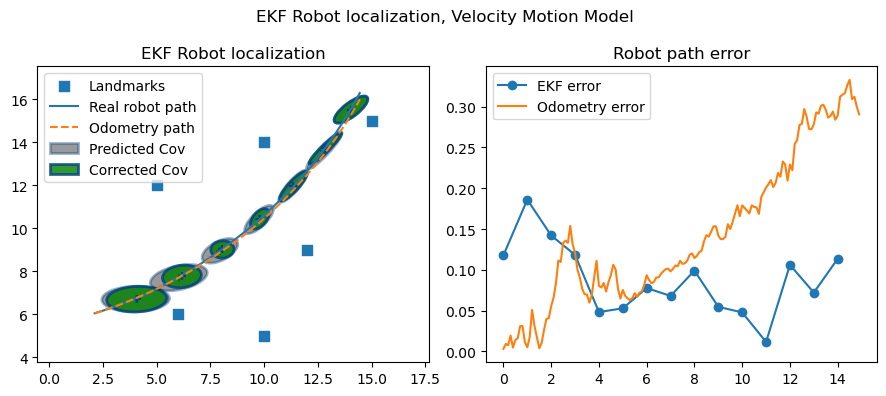 EKF Robot localization, Velocity Motion Model
EKF Robot localization
Landmarks
Real robot path
Odometry path
Predicted Cov
Corrected Cov
16
14
12
10
8
6
4
0.0 2.5 5.0 7.5 10.0 12.5 15.0 17.5
Robot path error
EKF error
Odometry error
0.30
0.25
0.20
0.15
0.10
0.05
0.00
0 2 4 6 8 10 12 14